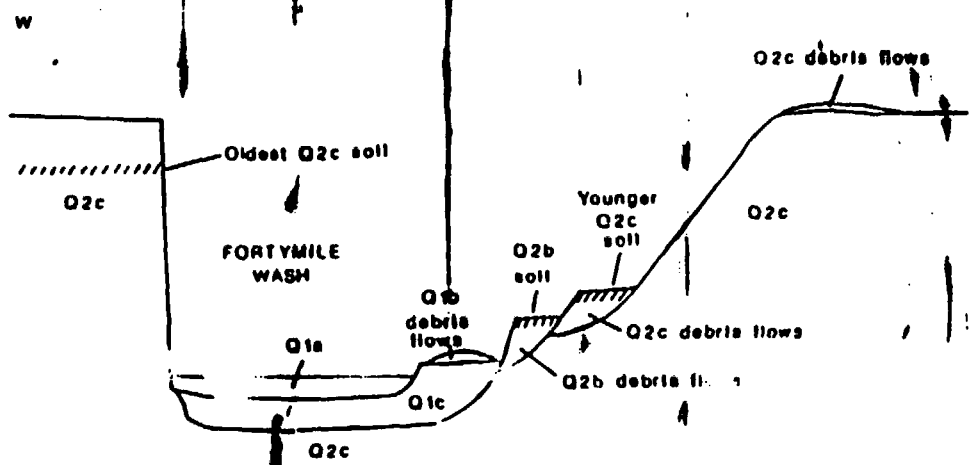 W
Q2c debris flows
Oldest Q2c soil
Q2c
Younger
Q2c
soil
Q2c
FORTYMILE
WASH
Q2b
soil
Q1b
debris
flows
Q1a
Q2c debris flows
Q2b debris
Q1c
Q2c